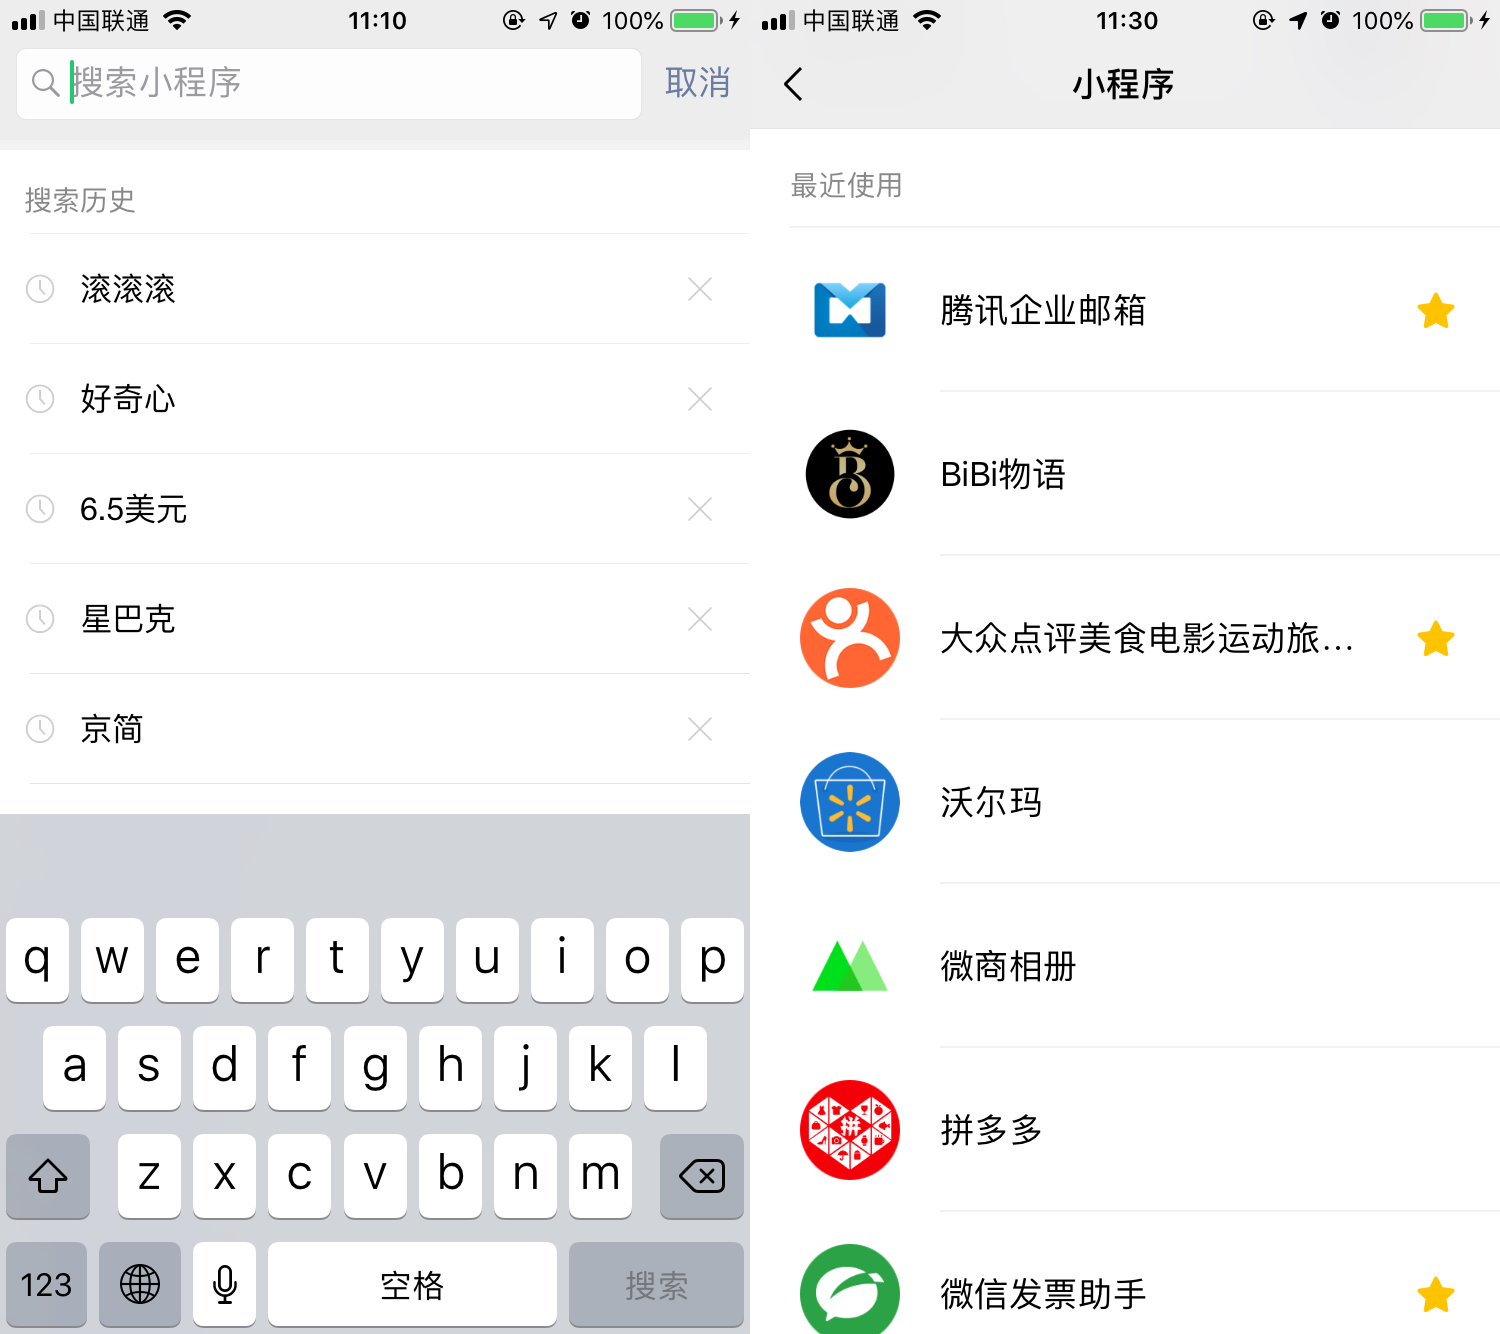 中国联通 11:10 100%
搜索小程序 取消
搜索历史
滚滚滚
好奇心
6.5美元
星巴克
京简
q w e r t y u i o p
a s d f g h j k l
z x c v b n m
123 空格 搜索
中国联通 11:30 100%
小程序
最近使用
腾讯企业邮箱
BiBi物语
大众点评美食电影运动旅...
沃尔玛
微商相册
拼
拼多多
微信发票助手